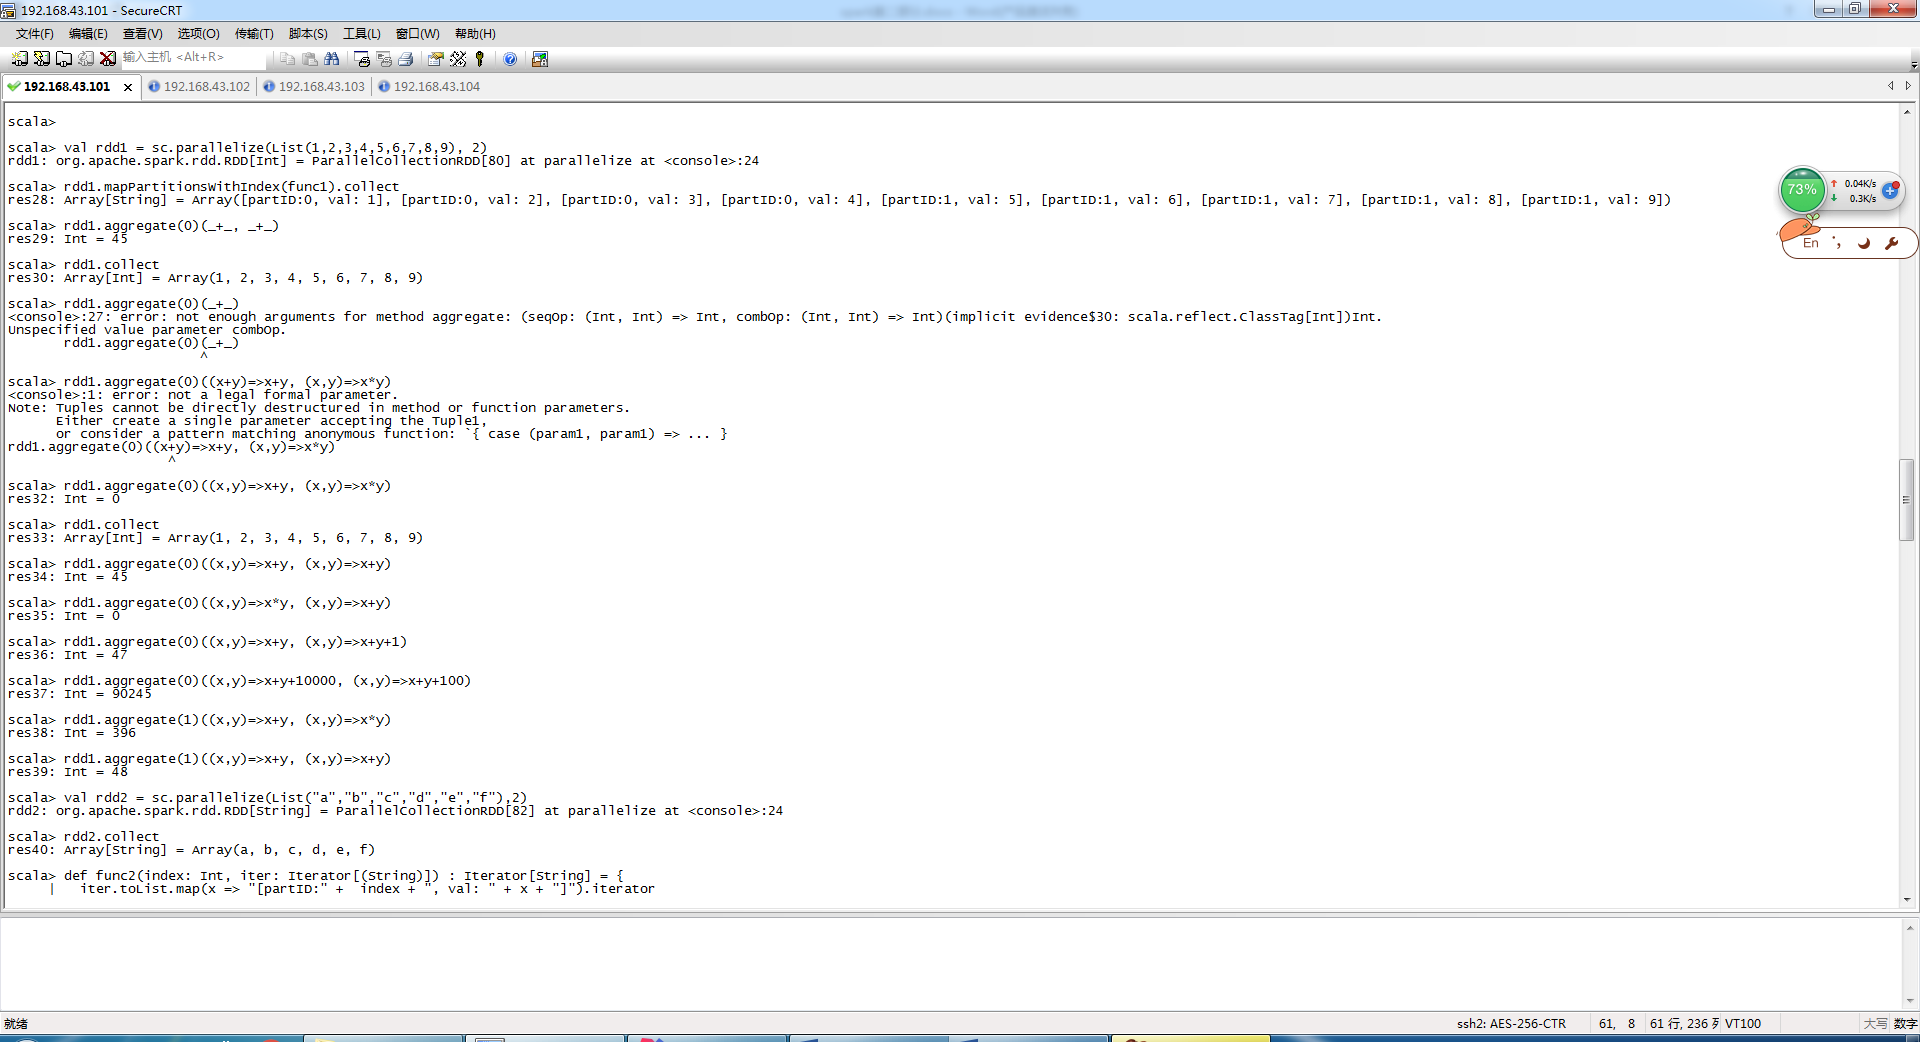 192.168.43.101 - SecureCRT
文件(F) 编辑(E) 查看(V) 选项(O) 传输(T) 脚本(S) 工具(L) 窗口(W) 帮助(H)
输入主机 <Alt+R>
192.168.43.101 192.168.43.102 192.168.43.103 192.168.43.104
scala>
scala> val rdd1 = sc.parallelize(List(1,2,3,4,5,6,7,8,9), 2)
rdd1: org.apache.spark.rdd.RDD[Int] = ParallelCollectionRDD[80] at parallelize at <console>:24
scala> rdd1.mapPartitionsWithIndex(func1).collect
res28: Array[String] = Array([partID:0, val: 1], [partID:0, val: 2], [partID:0, val: 3], [partID:0, val: 4], [partID:1, val: 5], [partID:1, val: 6], [partID:1, val: 7], [partID:1, val: 8], [partID:1, val: 9])
73%
0.04K/s
0.3K/s
scala> rdd1.aggregate(0)(_+_, _+_)
res29: Int = 45
En
scala> rdd1.collect
res30: Array[Int] = Array(1, 2, 3, 4, 5, 6, 7, 8, 9)
scala> rdd1.aggregate(0)(_+_)
<console>:27: error: not enough arguments for method aggregate: (seqOp: (Int, Int) => Int, combOp: (Int, Int) => Int)(implicit evidence$30: scala.reflect.ClassTag[Int])Int.
Unspecified value parameter combOp.
rdd1.aggregate(0)(_+_)
^
scala> rdd1.aggregate(0)((x+y)=>x+y, (x,y)=>x*y)
<console>:1: error: not a legal formal parameter.
Note: Tuples cannot be directly destructured in method or function parameters.
Either create a single parameter accepting the Tuple1,
or consider a pattern matching anonymous function: `{ case (param1, param1) => ... }
rdd1.aggregate(0)((x+y)=>x+y, (x,y)=>x*y)
^
scala> rdd1.aggregate(0)((x,y)=>x+y, (x,y)=>x*y)
res32: Int = 0
scala> rdd1.collect
res33: Array[Int] = Array(1, 2, 3, 4, 5, 6, 7, 8, 9)
scala> rdd1.aggregate(0)((x,y)=>x+y, (x,y)=>x+y)
res34: Int = 45
scala> rdd1.aggregate(0)((x,y)=>x*y, (x,y)=>x+y)
res35: Int = 0
scala> rdd1.aggregate(0)((x,y)=>x+y, (x,y)=>x+y+1)
res36: Int = 47
scala> rdd1.aggregate(0)((x,y)=>x+y+10000, (x,y)=>x+y+100)
res37: Int = 90245
scala> rdd1.aggregate(1)((x,y)=>x+y, (x,y)=>x*y)
res38: Int = 396
scala> rdd1.aggregate(1)((x,y)=>x+y, (x,y)=>x+y)
res39: Int = 48
scala> val rdd2 = sc.parallelize(List("a","b","c","d","e","f"),2)
rdd2: org.apache.spark.rdd.RDD[String] = ParallelCollectionRDD[82] at parallelize at <console>:24
scala> rdd2.collect
res40: Array[String] = Array(a, b, c, d, e, f)
scala> def func2(index: Int, iter: Iterator[(String)]) : Iterator[String] = {
| iter.toList.map(x => "[partID:" + index + ", val: " + x + "]").iterator
就绪 ssh2: AES-256-CTR 61, 8 61 行, 236 列 VT100 大写 数字